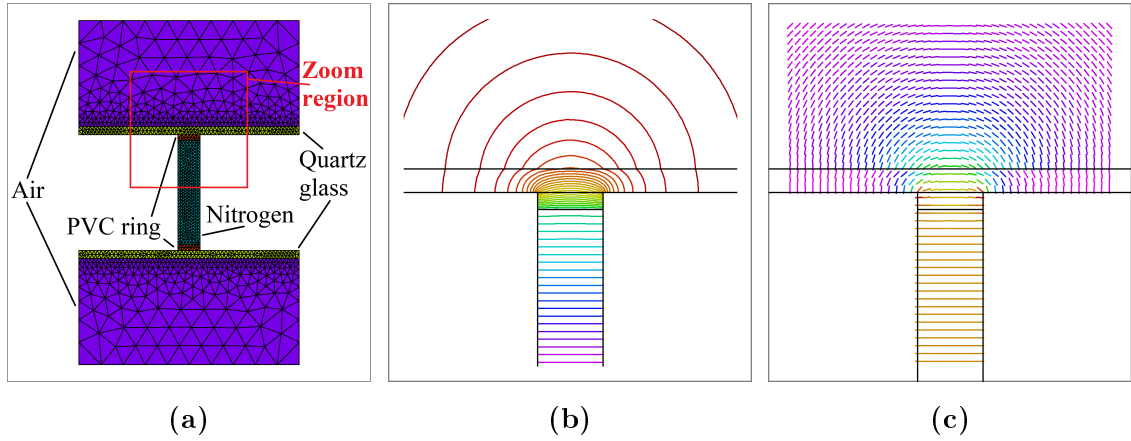 Zoom
region
Air
Quartz
glass
PVC ring
Nitrogen
(a)
(b)
(c)